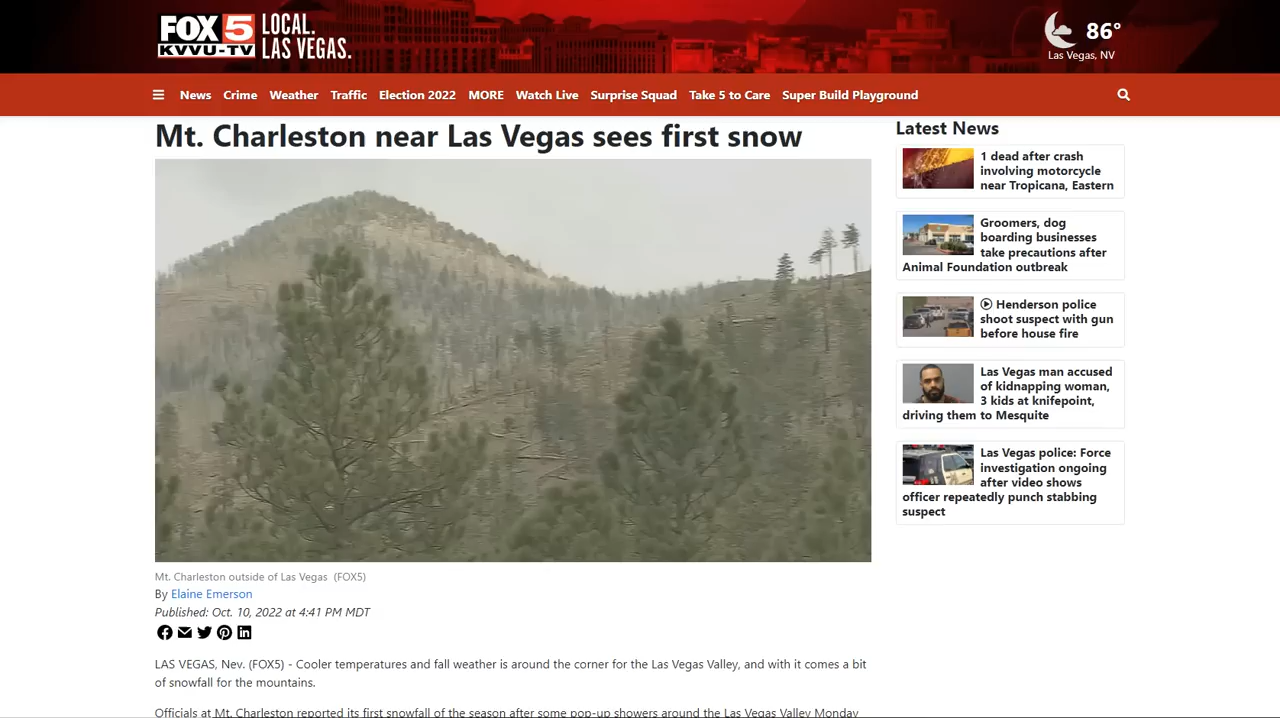 FOX 5
KVVU-TV
LOCAL.
LAS VEGAS.
86°
Las Vegas, NV
News Crime Weather Traffic Election 2022 MORE Watch Live Surprise Squad Take 5 to Care Super Build Playground
Mt. Charleston near Las Vegas sees first snow
Mt. Charleston outside of Las Vegas (FOX5)
By Elaine Emerson
Published: Oct. 10, 2022 at 4:41 PM MDT
LAS VEGAS, Nev. (FOX5) - Cooler temperatures and fall weather is around the corner for the Las Vegas Valley, and with it comes a bit
of snowfall for the mountains.
Officials at Mt. Charleston reported its first snowfall of the season after some pop-up showers around the Las Vegas Valley Monday
Latest News
1 dead after crash
involving motorcycle
near Tropicana, Eastern
Groomers, dog
boarding businesses
take precautions after
Animal Foundation outbreak
Henderson police
shoot suspect with gun
before house fire
Las Vegas man accused
of kidnapping woman,
3 kids at knifepoint,
driving them to Mesquite
Las Vegas police: Force
investigation ongoing
after video shows
officer repeatedly punch stabbing
suspect